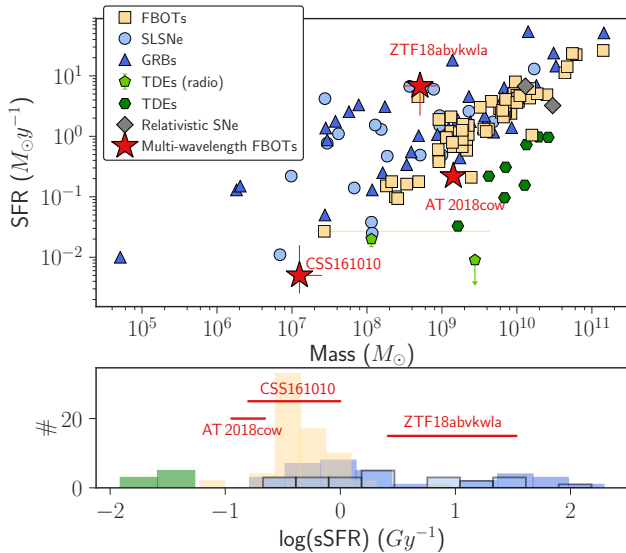 FBOTs
SLSNe
GRBs
TDEs (radio)
TDEs
Relativistic SNe
Multi-wavelength FBOTs
ZTF18abvkwla
AT 2018cow
CSS161010
SFR (M⊙y⁻¹)
10¹
10⁰
10⁻¹
10⁻²
10⁵ 10⁶ 10⁷ 10⁸ 10⁹ 10¹⁰ 10¹¹
Mass (M⊙)
CSS161010
AT 2018cow
ZTF18abvkwla
#
20
0
−2 −1 0 1 2
log(sSFR) (Gy⁻¹)